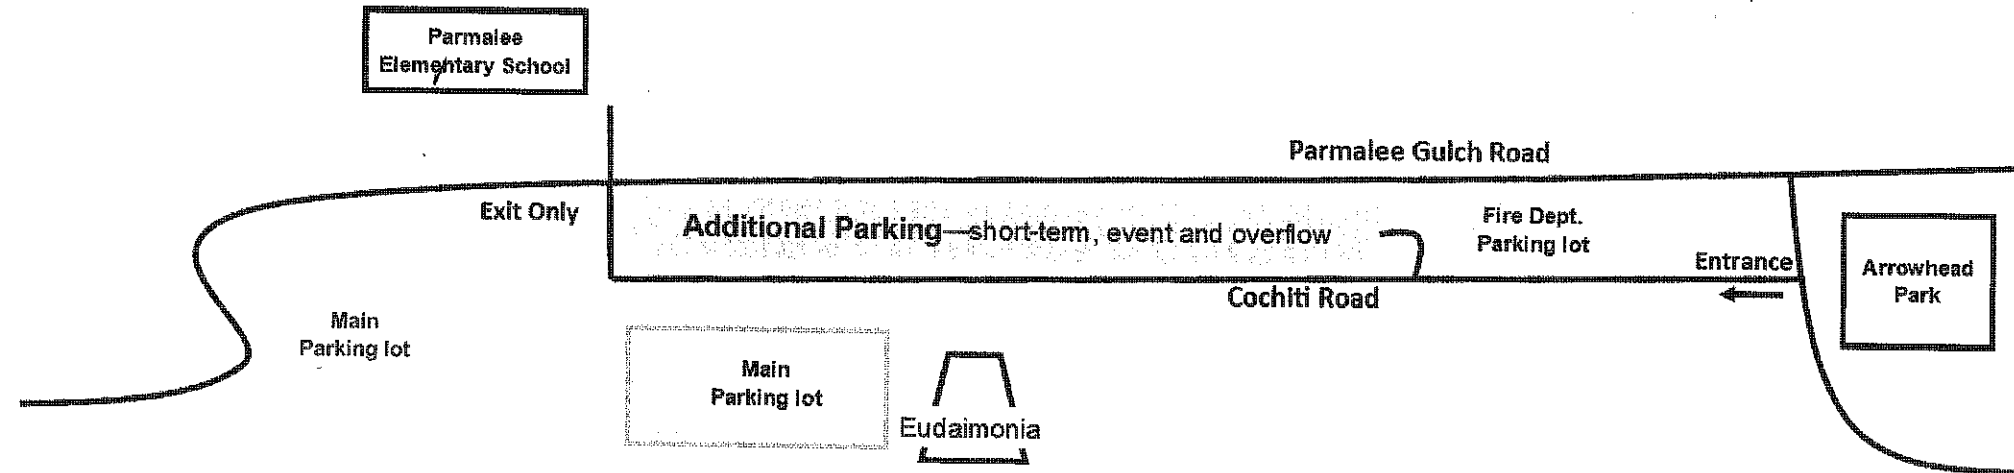 Parmalee
Elementary School
Parmalee Gulch Road
Exit Only
Additional Parking—short-term, event and overflow
Fire Dept.
Parking lot
Entrance
Arrowhead
Park
Cochiti Road
Main
Parking lot
Main
Parking lot
Eudaimonia